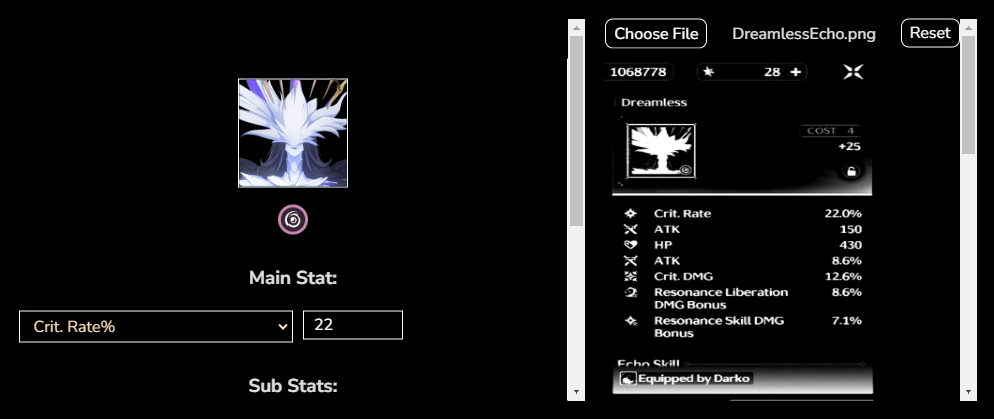 Main Stat:
Crit. Rate%
22
Sub Stats:
Choose File
DreamlessEcho.png
Reset
1068778
28 +
Dreamless
COST 4
+25
Crit. Rate 22.0%
ATK 150
HP 430
ATK 8.6%
Crit. DMG 12.6%
Resonance Liberation 8.6%
DMG Bonus
Resonance Skill DMG 7.1%
Bonus
Echo Skill
Equipped by Darko